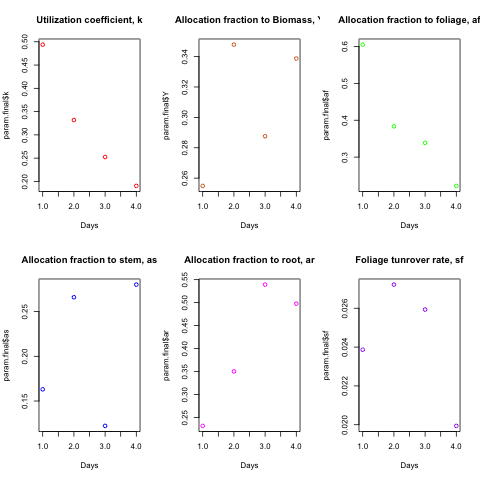 Utilization coefficient, k
param.final$k
0.50
0.45
0.40
0.35
0.30
0.25
0.20
1.0 2.0 3.0 4.0
Days
Allocation fraction to Biomass, Y
param.final$Y
0.34
0.32
0.30
0.28
0.26
1.0 2.0 3.0 4.0
Days
Allocation fraction to foliage, af
param.final$af
0.6
0.5
0.4
0.3
1.0 2.0 3.0 4.0
Days
Allocation fraction to stem, as
param.final$as
0.25
0.20
0.15
1.0 2.0 3.0 4.0
Days
Allocation fraction to root, ar
param.final$ar
0.55
0.50
0.45
0.40
0.35
0.30
0.25
1.0 2.0 3.0 4.0
Days
Foliage tunrover rate, sf
param.final$sf
0.026
0.024
0.022
0.020
1.0 2.0 3.0 4.0
Days